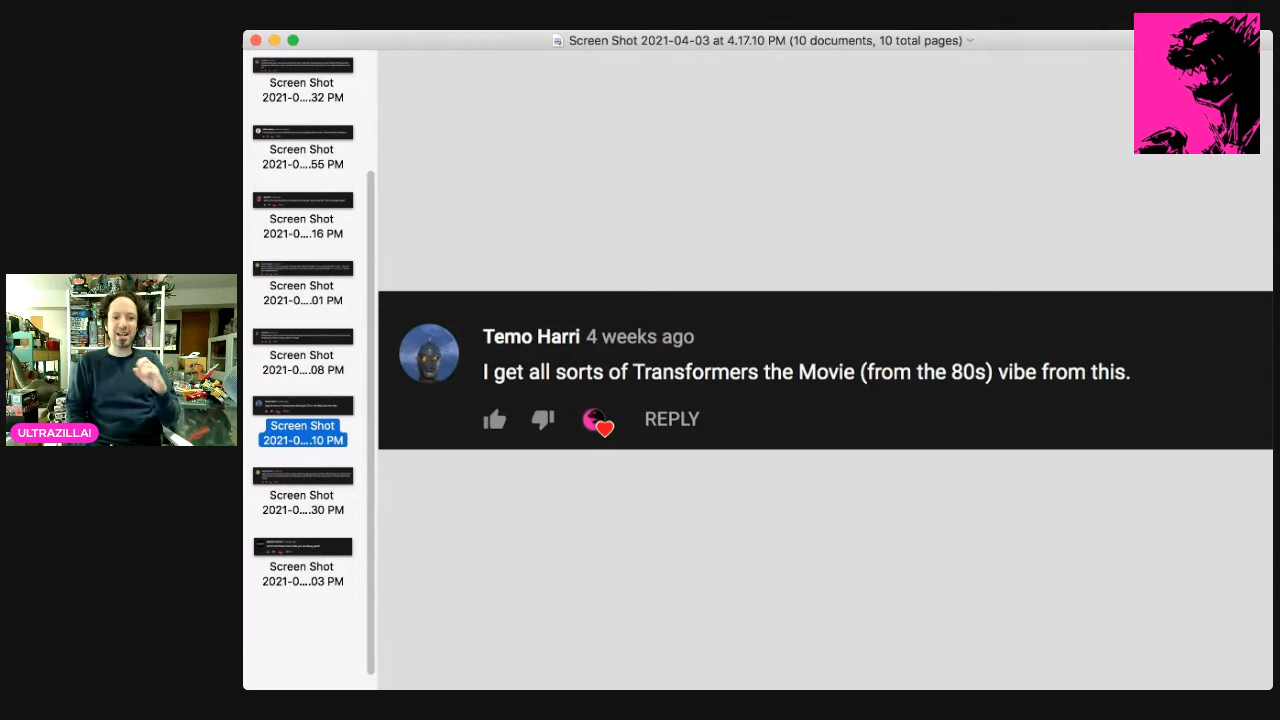 Screen Shot 2021-04-03 at 4.17.10 PM (10 documents, 10 total pages)
Screen Shot
2021-0....32 PM
Screen Shot
2021-0....55 PM
Screen Shot
2021-0....16 PM
Screen Shot
2021-0....01 PM
Screen Shot
2021-0....08 PM
Screen Shot
2021-0....10 PM
Screen Shot
2021-0....30 PM
Screen Shot
2021-0....03 PM
ULTRAZILLA!
Temo Harri 4 weeks ago
I get all sorts of Transformers the Movie (from the 80s) vibe from this.
REPLY